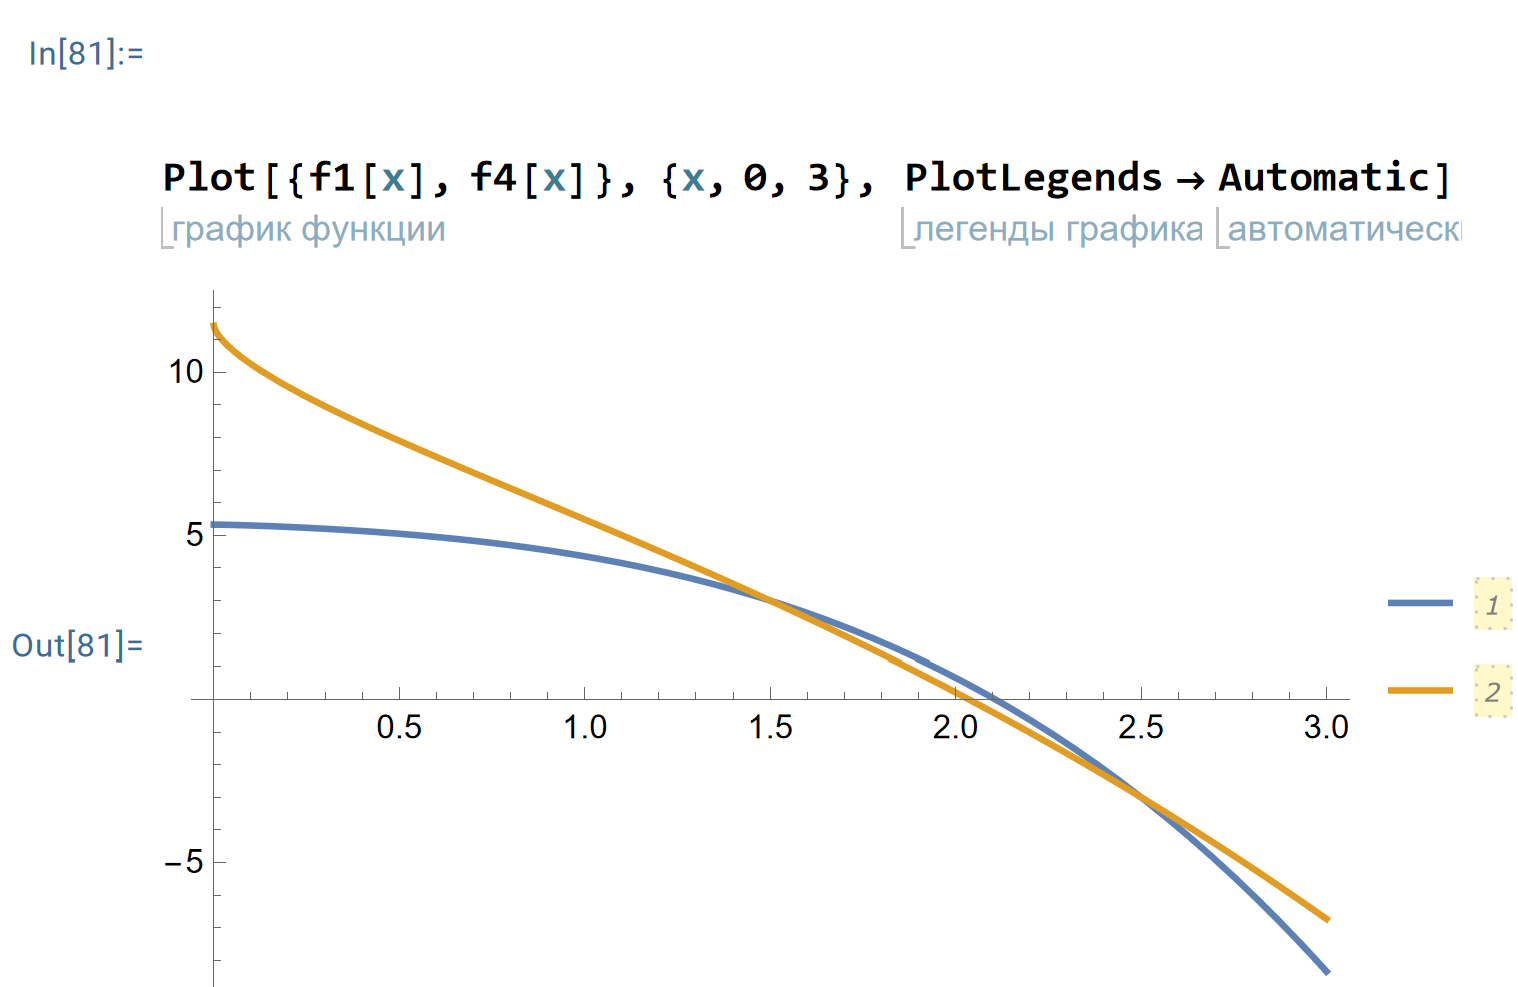 In[81]:=
Plot[{f1[x], f4[x]}, {x, 0, 3}, PlotLegends → Automatic]
график функции легенды графика автоматическ
10
5
Out[81]=
0.5 1.0 1.5 2.0 2.5 3.0
-5
1
2